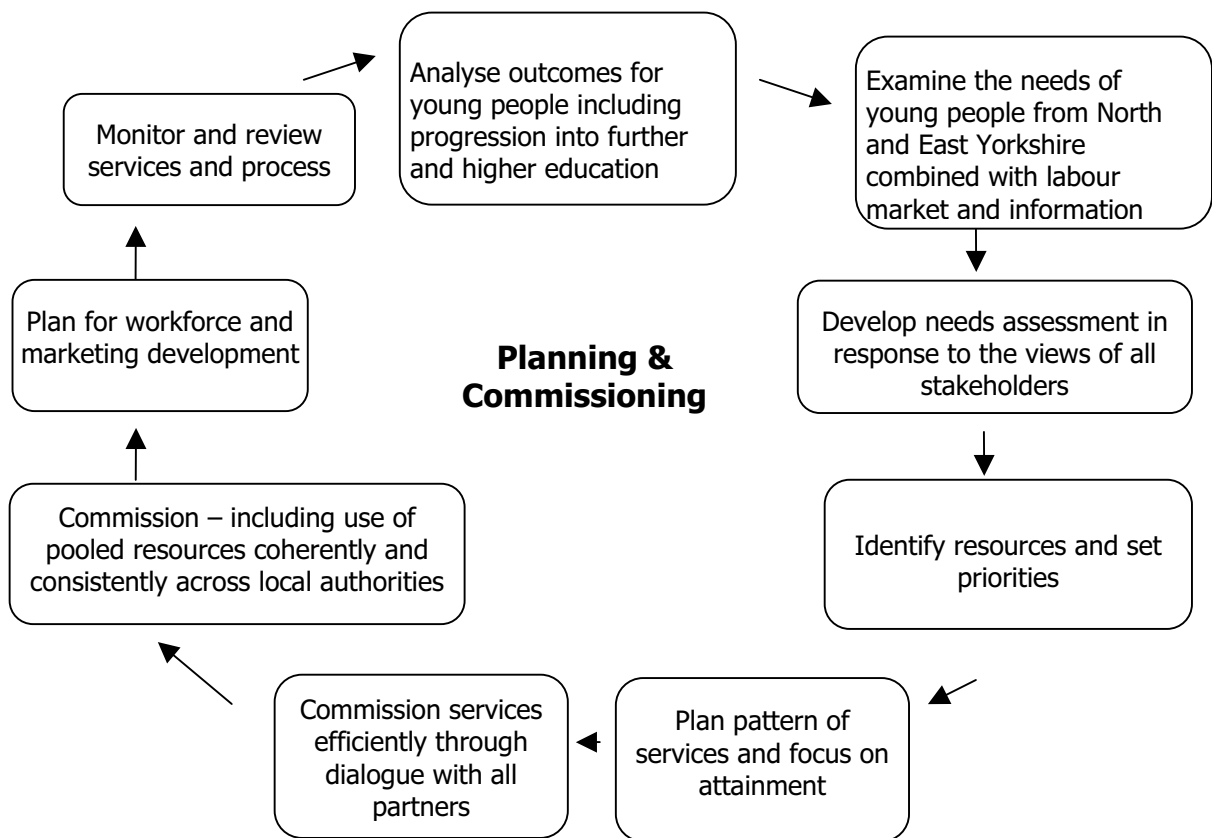 Analyse outcomes for
young people including
progression into further
and higher education
Examine the needs of
young people from North
and East Yorkshire
combined with labour
market and information
Develop needs assessment in
response to the views of all
stakeholders
Identify resources and set
priorities
Plan pattern of
services and focus on
attainment
Commission services
efficiently through
dialogue with all
partners
Commission – including use of
pooled resources coherently and
consistently across local authorities
Plan for workforce and
marketing development
Monitor and review
services and process
Planning &
Commissioning